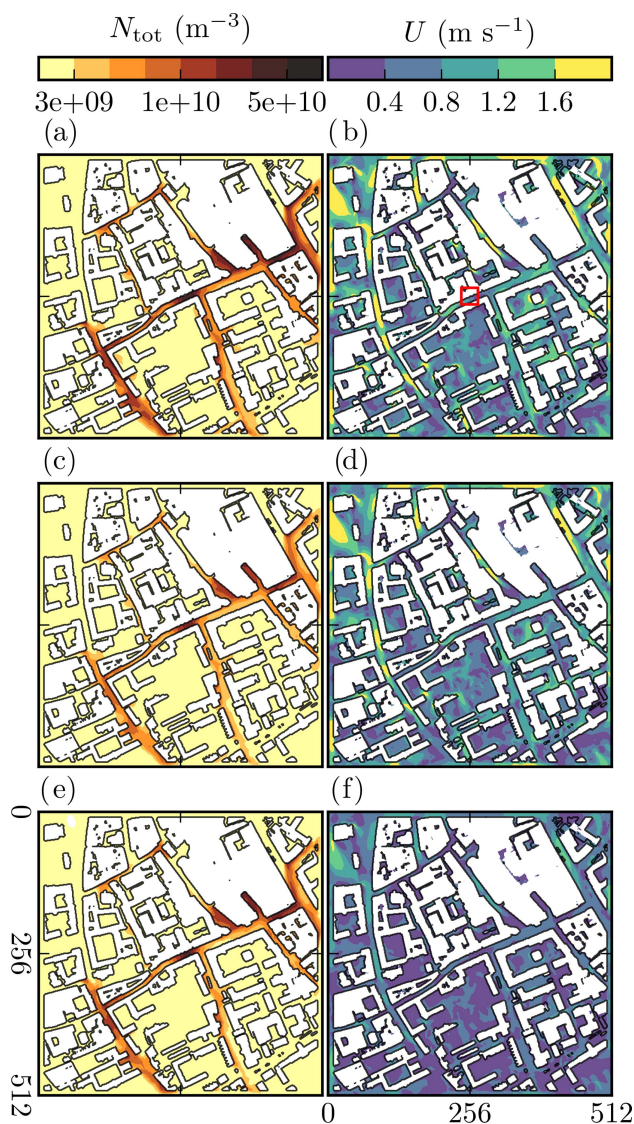 N_tot (m⁻³) U (m s⁻¹)
3e+09 1e+10 5e+10 0.4 0.8 1.2 1.6
(a) (b)
(c) (d)
(e) (f)
0
256
512
0 256 512